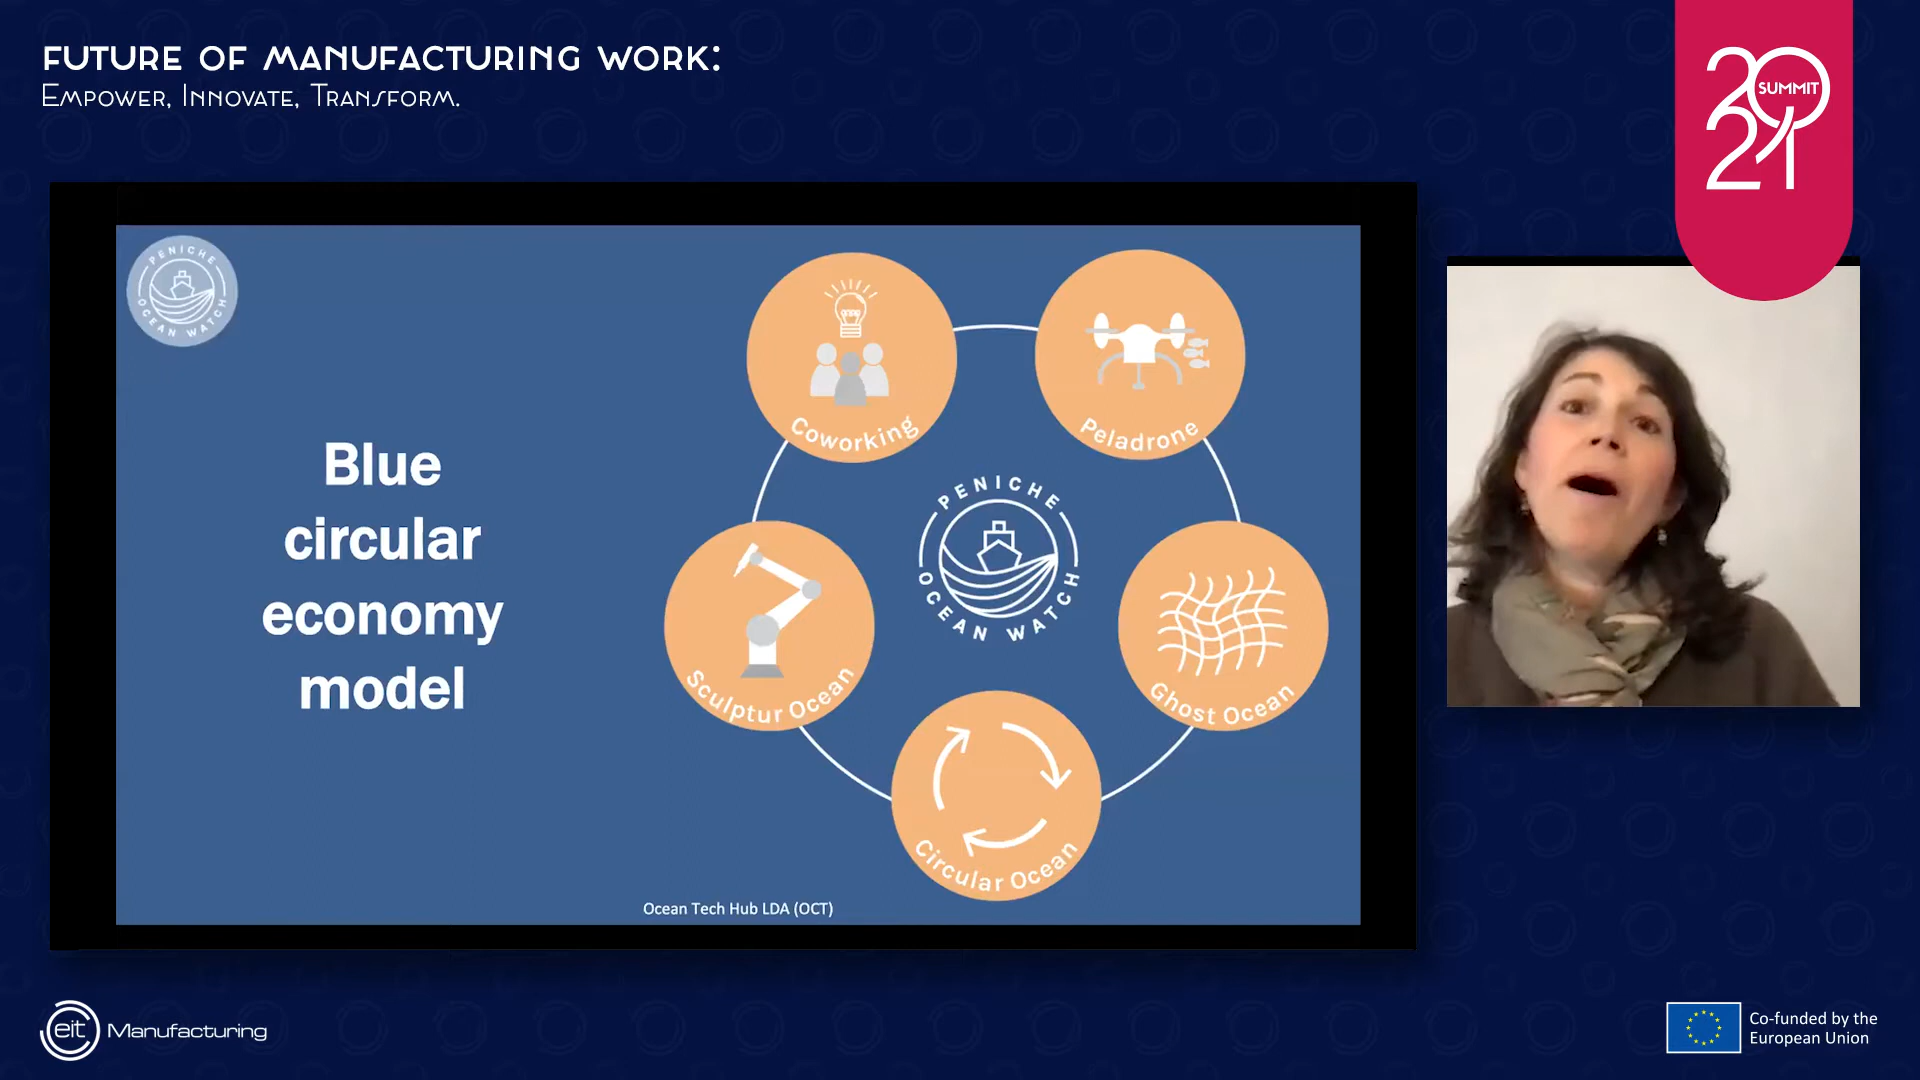 FUTURE OF MANUFACTURING WORK:
EMPOWER, INNOVATE, TRANSFORM.
2021
SUMMIT
PENICHE
OCEAN WATCH
Blue
circular
economy
model
Coworking
Peladrone
PENICHE
OCEAN WATCH
Sculptur Ocean
Ghost Ocean
Circular Ocean
Ocean Tech Hub LDA (OCT)
eit Manufacturing
Co-funded by the
European Union